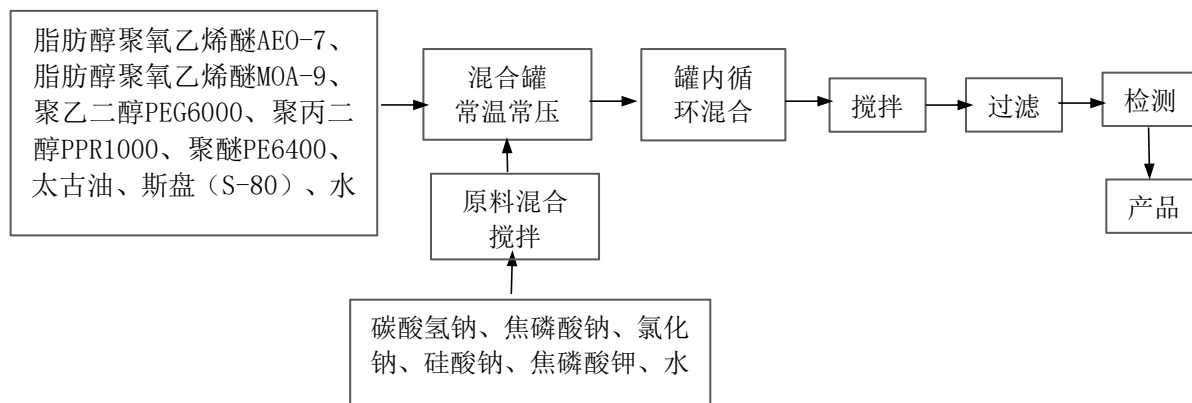 脂肪醇聚氧乙烯醚AEO-7、
脂肪醇聚氧乙烯醚MOA-9、
聚乙二醇PEG6000、聚丙二
醇PPR1000、聚醚PE6400、
太古油、斯盘（S-80）、水
混合罐
常温常压
罐内循
环混合
搅拌
过滤
检测
产品
原料混合
搅拌
碳酸氢钠、焦磷酸钠、氯化
钠、硅酸钠、焦磷酸钾、水